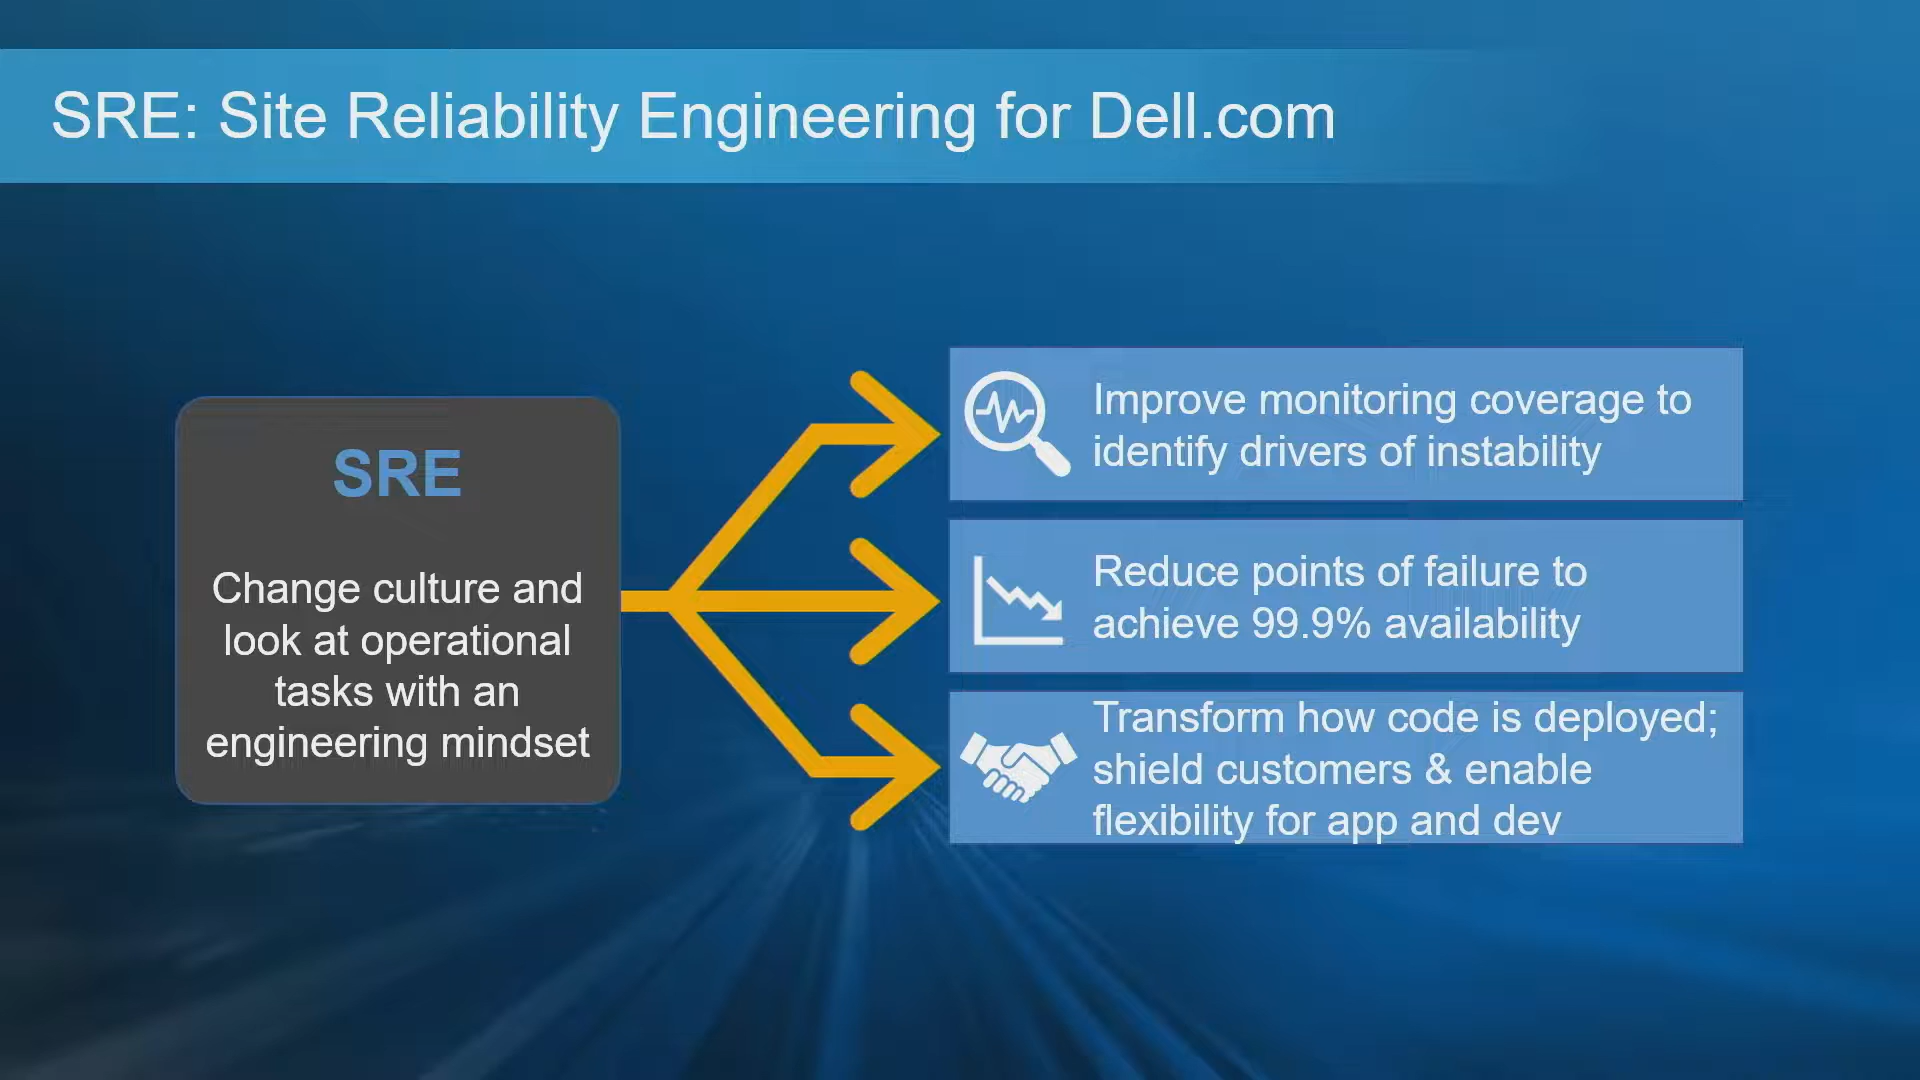 SRE: Site Reliability Engineering for Dell.com
SRE
Change culture and
look at operational
tasks with an
engineering mindset
Improve monitoring coverage to
identify drivers of instability
Reduce points of failure to
achieve 99.9% availability
Transform how code is deployed;
shield customers & enable
flexibility for app and dev